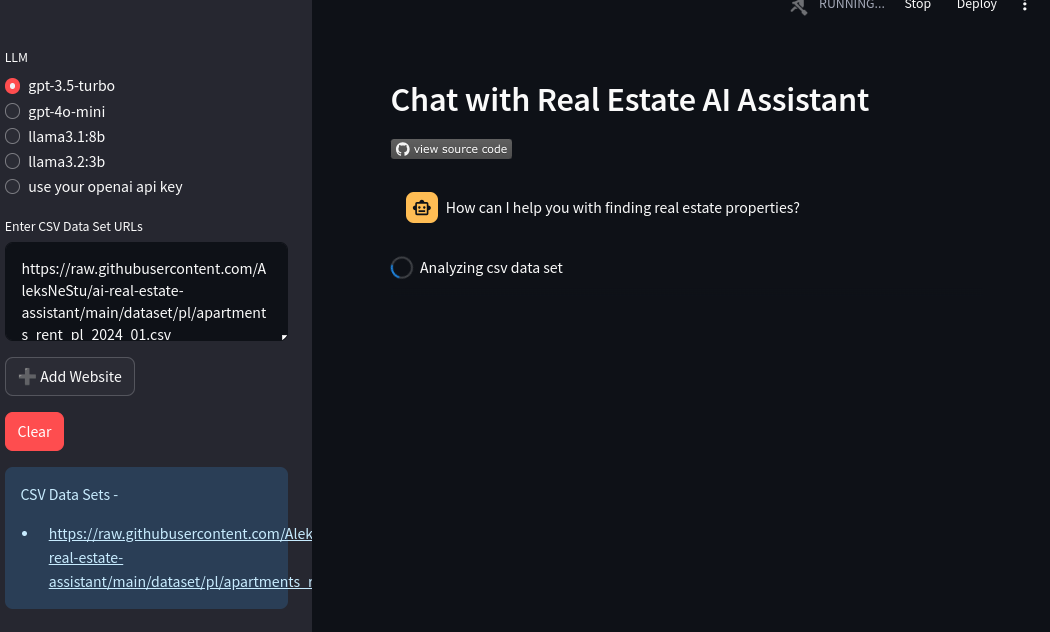 RUNNING...
Stop
Deploy
LLM
gpt-3.5-turbo
gpt-4o-mini
llama3.1:8b
llama3.2:3b
use your openai api key
Enter CSV Data Set URLs
https://raw.githubusercontent.com/A
leksNeStu/ai-real-estate-
assistant/main/dataset/pl/apartment
s_rent_pl_2024_01.csv
➕ Add Website
Clear
CSV Data Sets -
• https://raw.githubusercontent.com/Alek
real-estate-
assistant/main/dataset/pl/apartments_r
Chat with Real Estate AI Assistant
view source code
How can I help you with finding real estate properties?
Analyzing csv data set